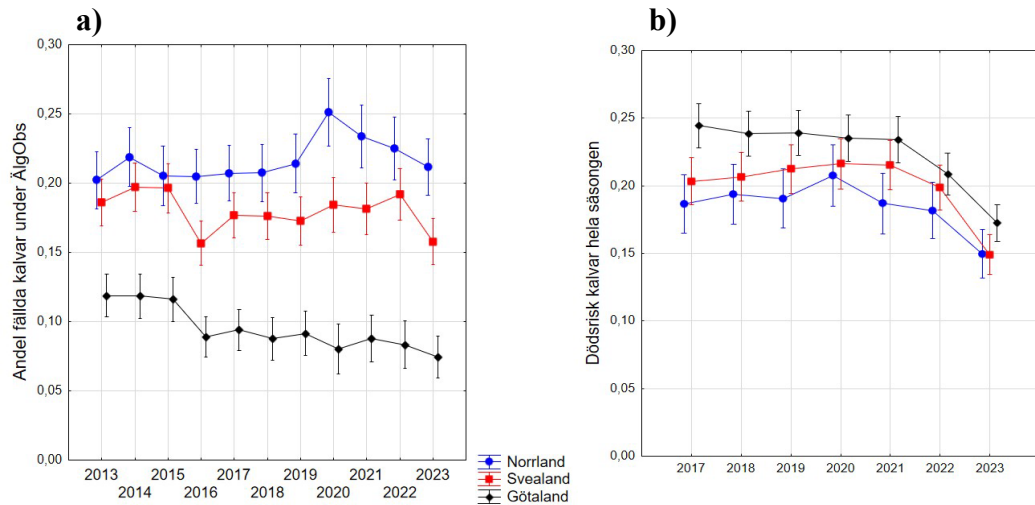 a)
Andel fällda kalvar under ÄlgObs
0,30
0,25
0,20
0,15
0,10
0,05
0,00
2013 2015 2017 2019 2021 2023
2014 2016 2018 2020 2022
Norrland
Svealand
Götaland
b)
Dödsrisk kalvar hela säsongen
0,30
0,25
0,20
0,15
0,10
0,05
0,00
2017 2018 2019 2020 2021 2022 2023